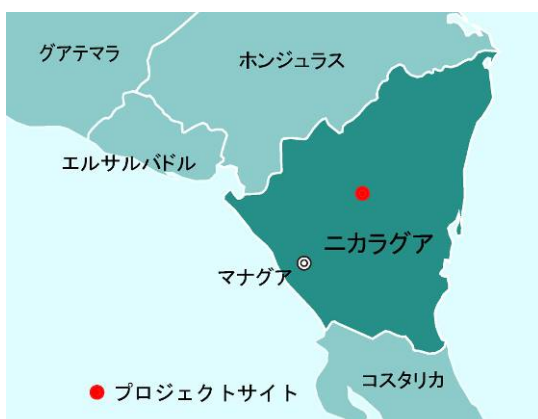 グアテマラ
ホンジュラス
エルサルバドル
ニカラグア
マナグア
コスタリカ
プロジェクトサイト